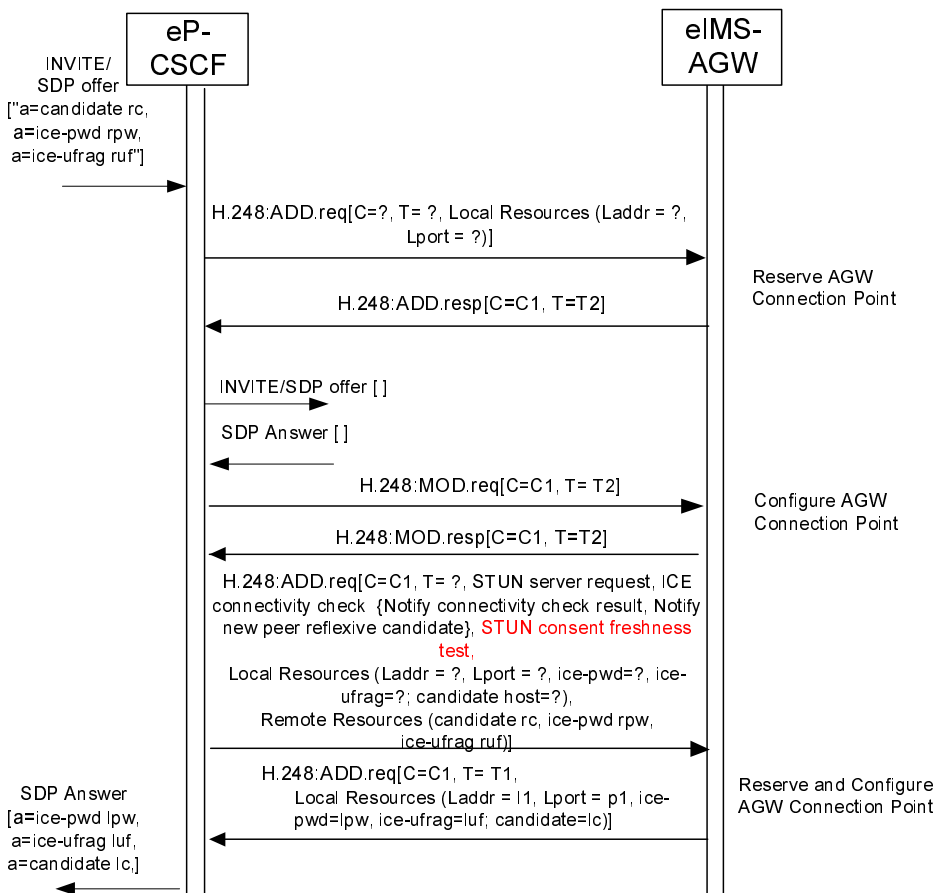 eP-
CSCF
eIMS-
AGW
INVITE/
SDP offer
["a=candidate rc,
a=ice-pwd rpw,
a=ice-ufrag ruf"]
H.248:ADD.req[C=?, T= ?, Local Resources (Laddr = ?,
Lport = ?)]
Reserve AGW
Connection Point
H.248:ADD.resp[C=C1, T=T2]
INVITE/SDP offer [ ]
SDP Answer [ ]
H.248:MOD.req[C=C1, T= T2]
Configure AGW
Connection Point
H.248:MOD.resp[C=C1, T=T2]
H.248:ADD.req[C=C1, T= ?, STUN server request, ICE
connectivity check {Notify connectivity check result, Notify
new peer reflexive candidate}, STUN consent freshness
test,
Local Resources (Laddr = ?, Lport = ?, ice-pwd=?, ice-
ufrag=?; candidate host=?),
Remote Resources (candidate rc, ice-pwd rpw,
ice-ufrag ruf)]
H.248:ADD.req[C=C1, T= T1,
Local Resources (Laddr = l1, Lport = p1, ice-
pwd=lpw, ice-ufrag=luf; candidate=lc)]
Reserve and Configure
AGW Connection Point
SDP Answer
[a=ice-pwd lpw,
a=ice-ufrag luf,
a=candidate lc,]